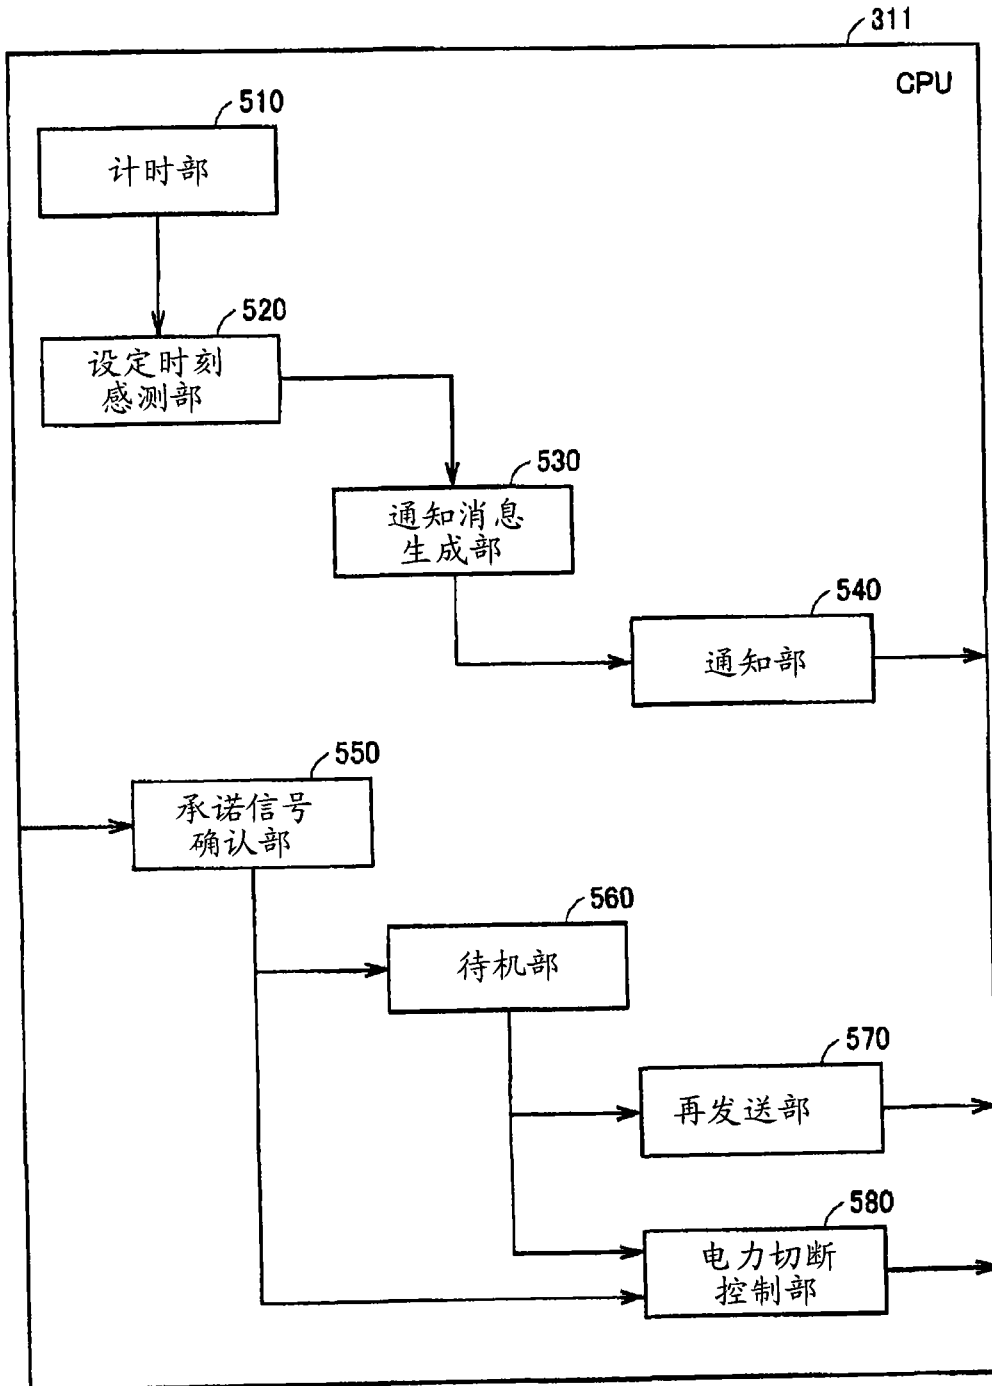 311
CPU
510
计时部
520
设定时刻
感测部
530
通知消息
生成部
540
通知部
550
承诺信号
确认部
560
待机部
570
再发送部
580
电力切断
控制部